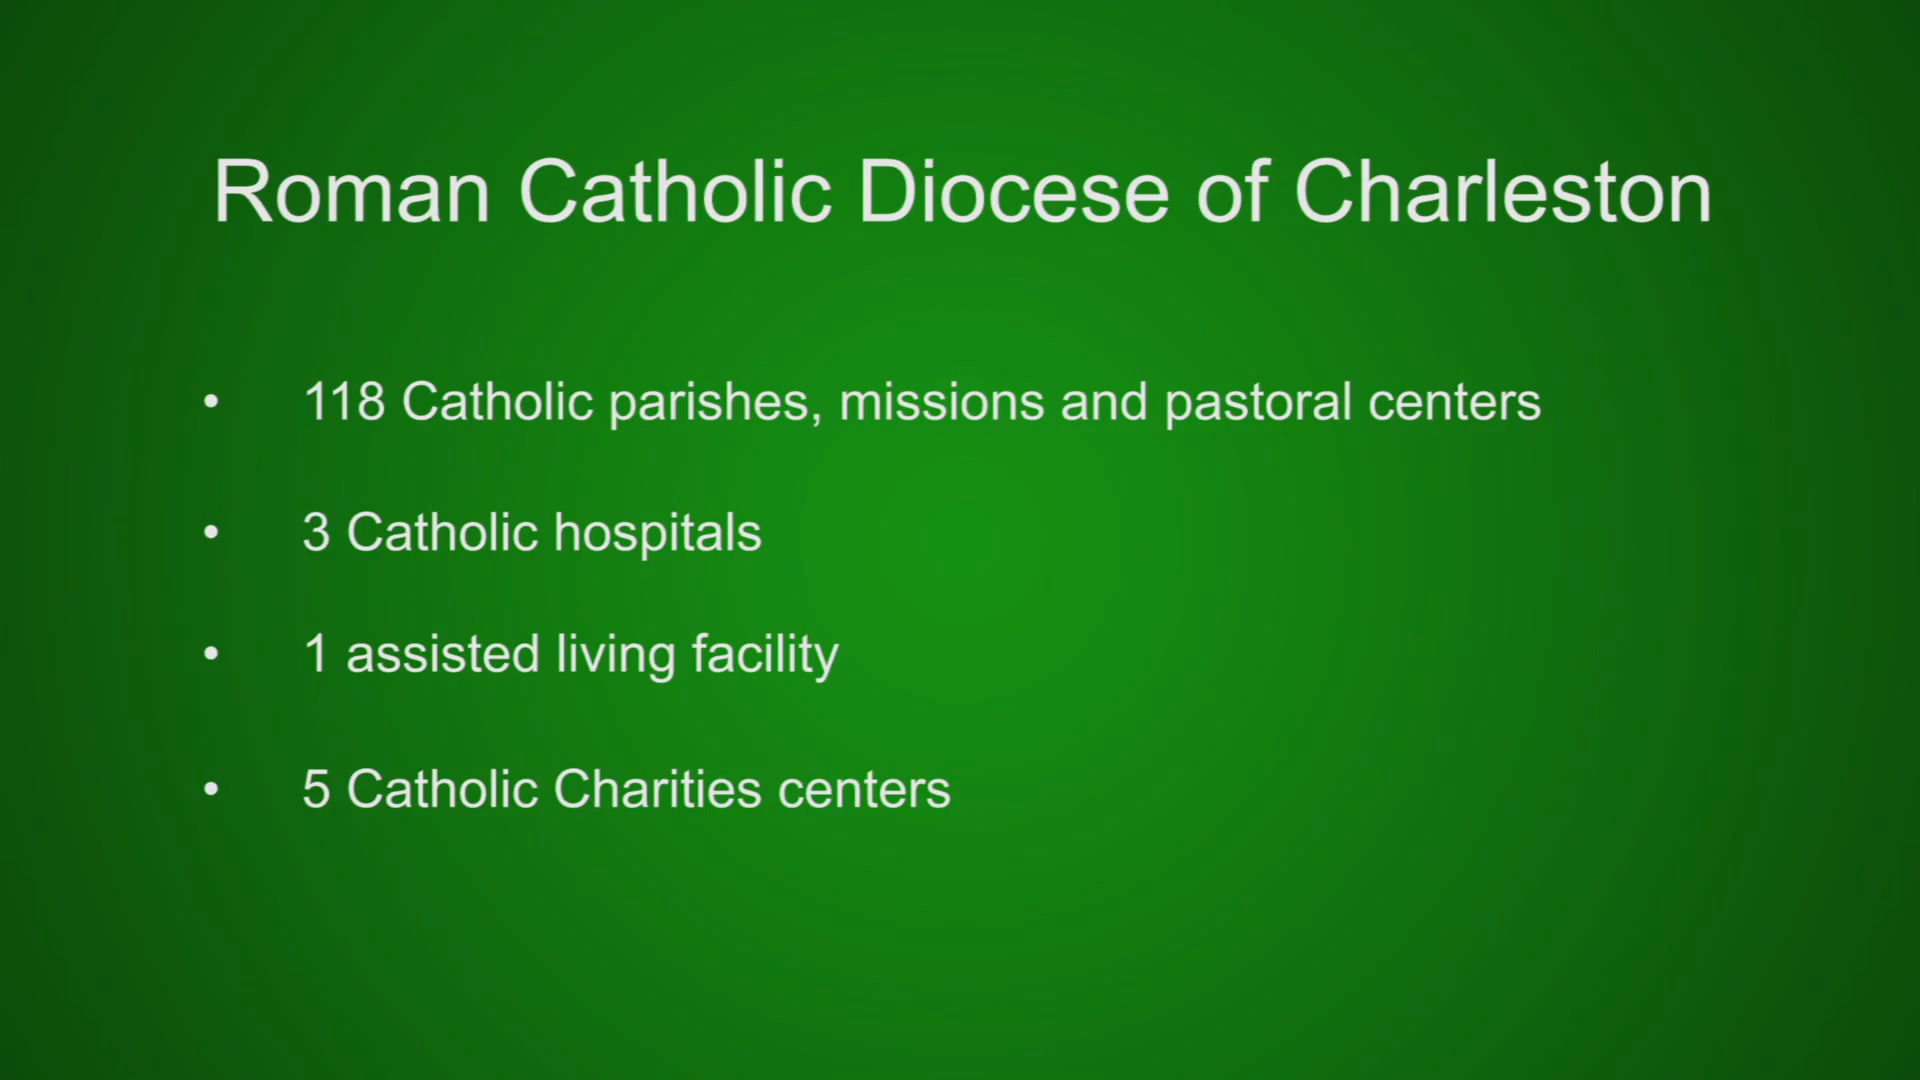 Roman Catholic Diocese of Charleston
• 118 Catholic parishes, missions and pastoral centers
• 3 Catholic hospitals
• 1 assisted living facility
• 5 Catholic Charities centers